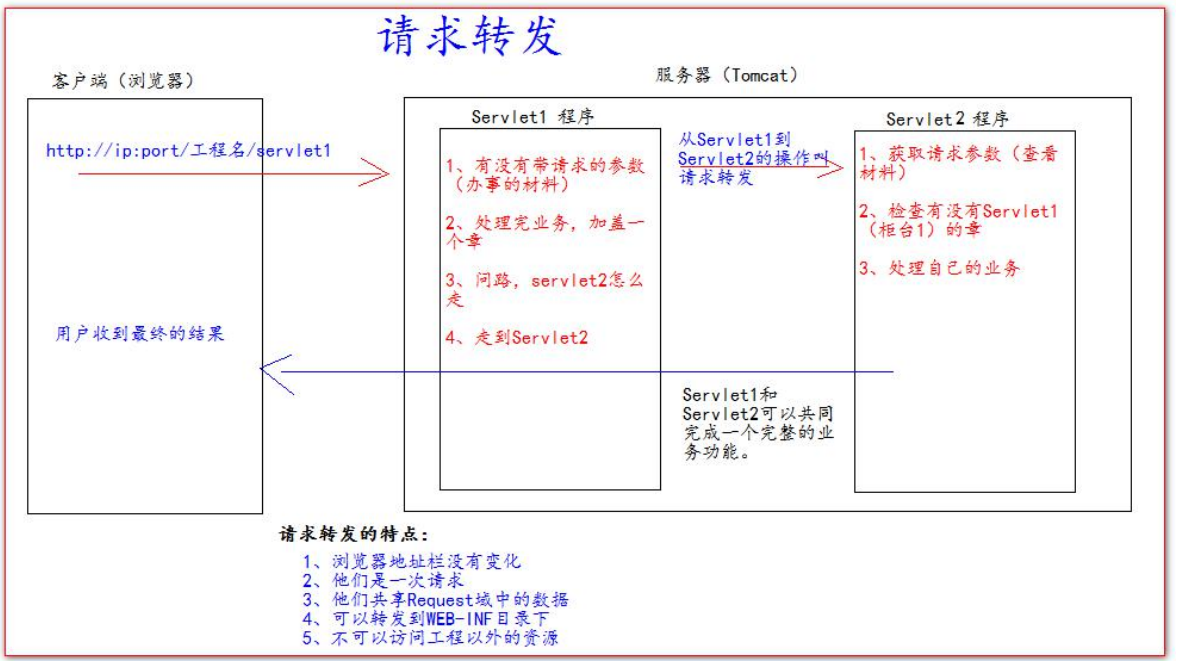 请求转发
客户端（浏览器）
服务器（Tomcat）
http://ip:port/工程名/servlet1
用户收到最终的结果
Servlet1 程序
1、有没有带请求的参数
（办事的材料）
2、处理完业务，加盖一
个章
3、问路，servlet2怎么
走
4、走到Servlet2
从Servlet1到
Servlet2的操作叫
请求转发
Servlet2 程序
1、获取请求参数（查看
材料）
2、检查有没有Servlet1
（柜台1）的章
3、处理自己的业务
Servlet1和
Servlet2可以共同
完成一个完整的业
务功能。
请求转发的特点:
1、浏览器地址栏没有变化
2、他们是一次请求
3、他们共享Request域中的数据
4、可以转发到WEB-INF目录下
5、不可以访问工程以外的资源